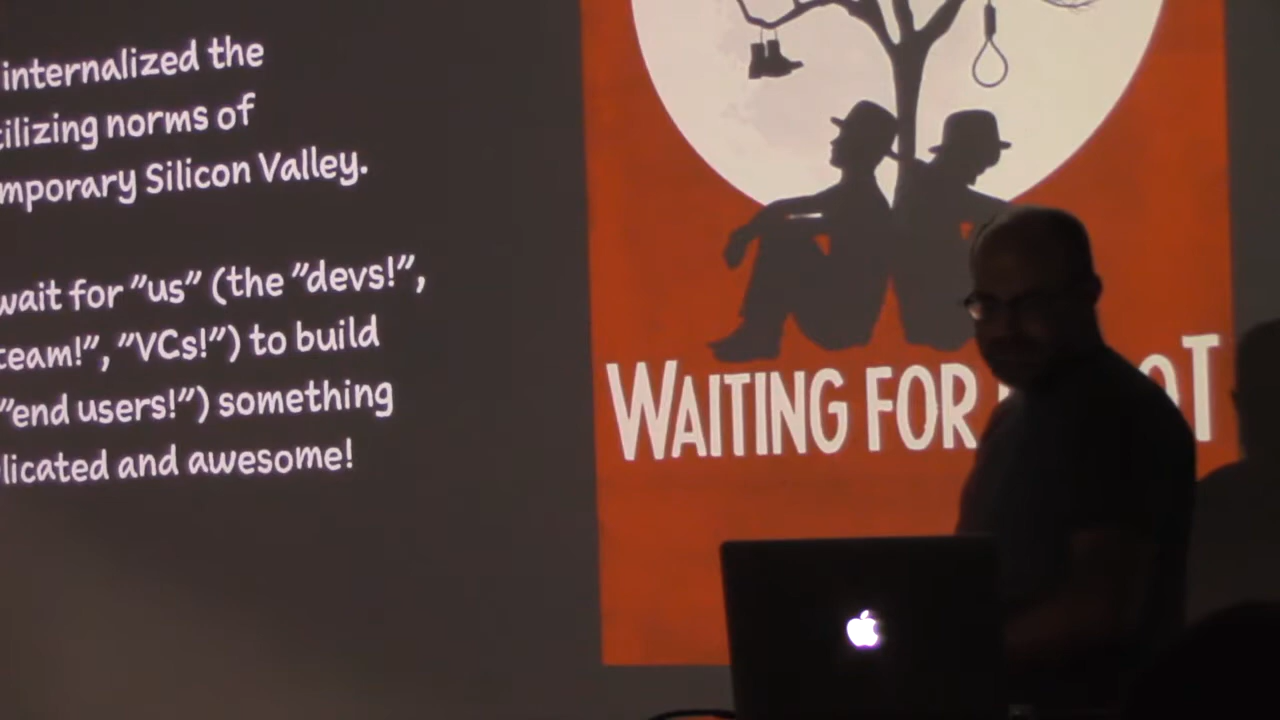 internalized the
tilizing norms of
mporary Silicon Valley.
wait for "us" (the "devs!",
team!", "VCs!") to build
"end users!") something
licated and awesome!
WAITING FOR OT